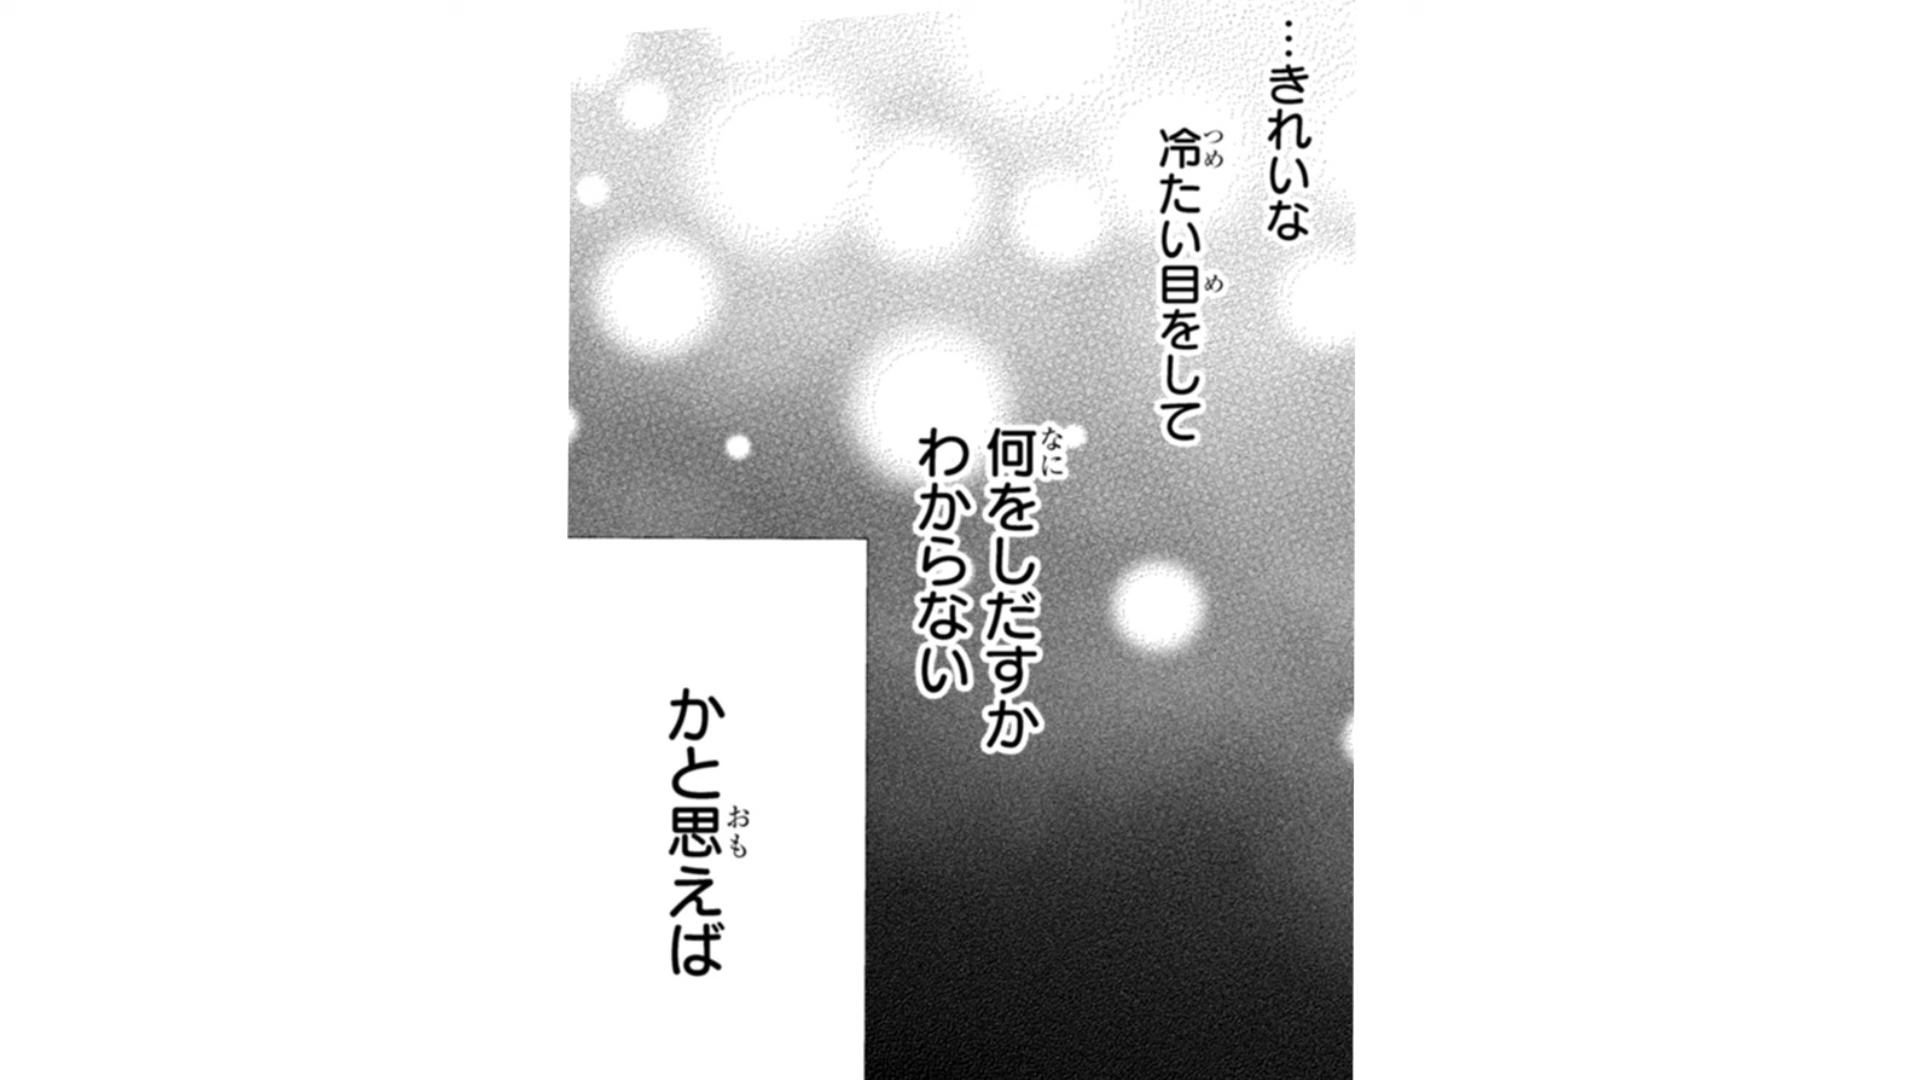 …きれいな
冷たい目をして
何をしだすか
わからない
かと思えば